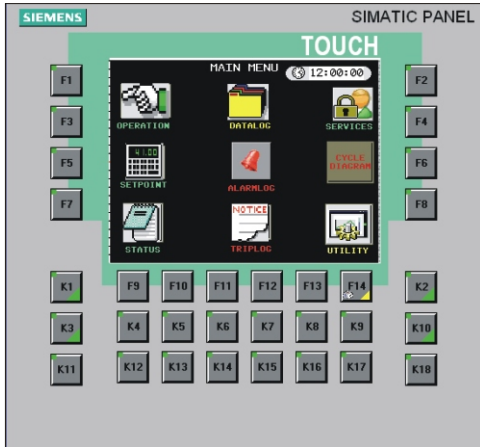 SIEMENS
SIMATIC PANEL
TOUCH
MAIN MENU
12:00:00
OPERATION
DATALOG
SERVICES
41.00
SETPOINT
ALARMLOG
CYCLE
DIAGRAM
STATUS
NOTICE
TRIPLOG
UTILITY
F1
F2
F3
F4
F5
F6
F7
F8
K1
F9
F10
F11
F12
F13
F14
K2
K3
K4
K5
K6
K7
K8
K9
K10
K11
K12
K13
K14
K15
K16
K17
K18